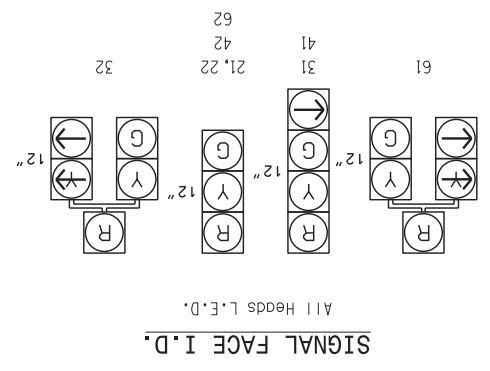 SIGNAL FACE I.D.
All Heads L.E.D.
R R R R
Y Y 12" Y 12" Y 12" Y Y 12"
G G G G
61 31 21,22 32
41 42
62